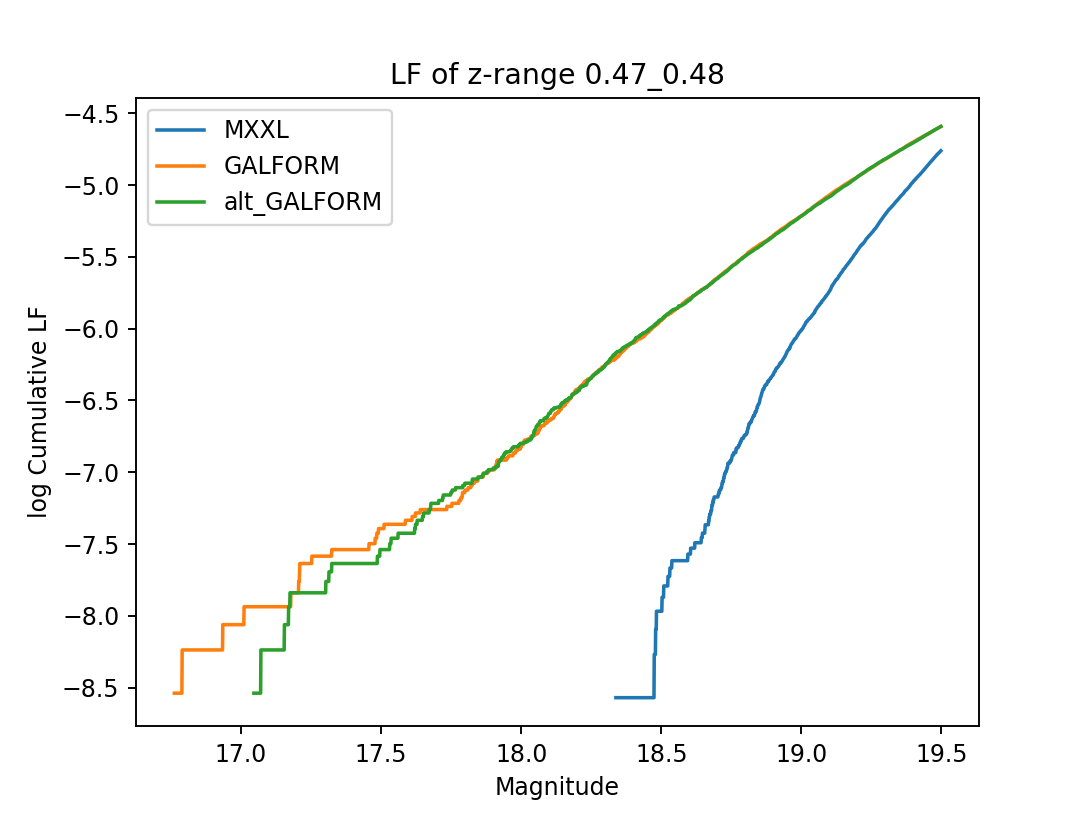 LF of z-range 0.47_0.48
MXXL
GALFORM
alt_GALFORM
log Cumulative LF
−4.5
−5.0
−5.5
−6.0
−6.5
−7.0
−7.5
−8.0
−8.5
17.0 17.5 18.0 18.5 19.0 19.5
Magnitude